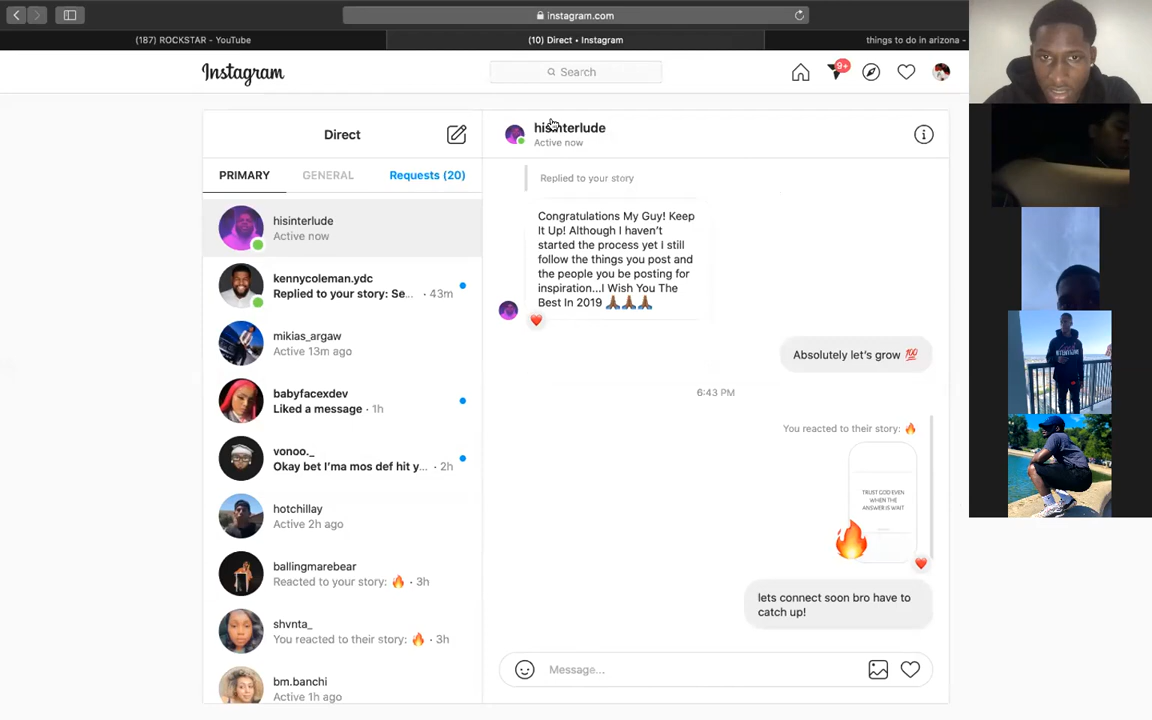 instagram.com
(187) ROCKSTAR - YouTube
(10) Direct • Instagram
things to do in arizona -
Instagram
Search
9+
Direct
PRIMARY
GENERAL
Requests (20)
hisinterlude
Active now
kennycoleman.ydc
Replied to your story: Se... · 43m
mikias_argaw
Active 13m ago
babyfacexdev
Liked a message · 1h
vonoo._
Okay bet I'ma mos def hit y... · 2h
hotchillay
Active 2h ago
ballingmarebear
Reacted to your story: 🔥 · 3h
shvnta_
You reacted to their story: 🔥 · 3h
bm.banchi
Active 1h ago
hisinterlude
Active now
Replied to your story
Congratulations My Guy! Keep
It Up! Although I haven't
started the process yet I still
follow the things you post and
the people you be posting for
inspiration...I Wish You The
Best In 2019 🙏🏾🙏🏾🙏🏾
Absolutely let's grow 💯
6:43 PM
You reacted to their story: 🔥
TRUST GOD EVEN
WHEN THE
ANSWER IS WAIT
lets connect soon bro have to
catch up!
Message...